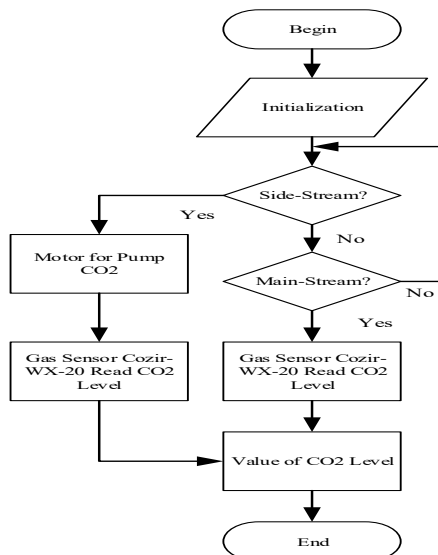 Begin
Initialization
Side-Stream?
Yes
No
Motor for Pump
CO2
Main-Stream?
No
Yes
Gas Sensor Cozir-
WX-20 Read CO2
Level
Gas Sensor Cozir-
WX-20 Read CO2
Level
Value of CO2 Level
End